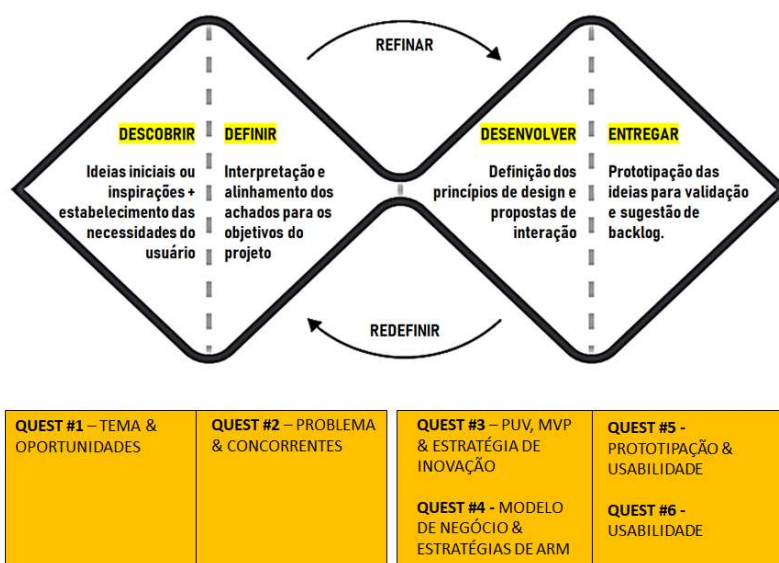 REFINAR
DESCOBRIR
Ideias iniciais ou
inspirações +
estabelecimento das
necessidades do
usuário
DEFINIR
Interpretação e
alinhamento dos
achados para os
objetivos do
projeto
DESENVOLVER
Definição dos
princípios de design e
propostas de
interação
ENTREGAR
Prototipação das
ideias para validação
e sugestão de
backlog.
REDEFINIR
QUEST #1 – TEMA &
OPORTUNIDADES
QUEST #2 – PROBLEMA
& CONCORRENTES
QUEST #3 – PUV, MVP
& ESTRATÉGIA DE
INOVAÇÃO
QUEST #4 - MODELO
DE NEGÓCIO &
ESTRATÉGIAS DE ARM
QUEST #5 -
PROTOTIPAÇÃO &
USABILIDADE
QUEST #6 -
USABILIDADE